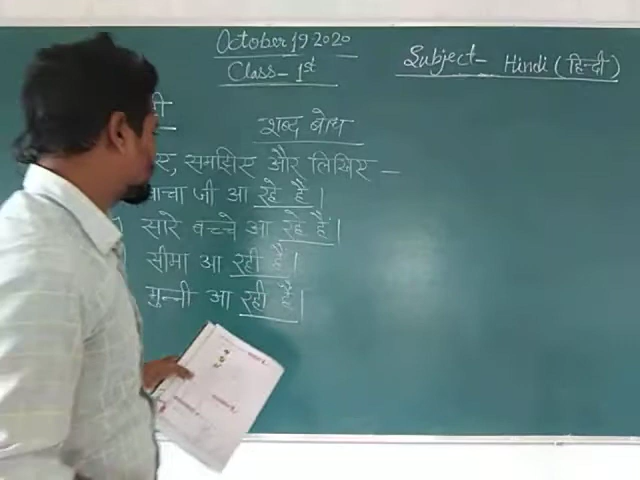 October 19-2020
Class- 1st
Subject- Hindi (हिन्दी)
शब्द बोध
समझिए और लिखिए –
चाचा जी आ रहे हैं।
सारे बच्चे आ रहे हैं।
सीमा आ रही है।
मुन्नी आ रही है।